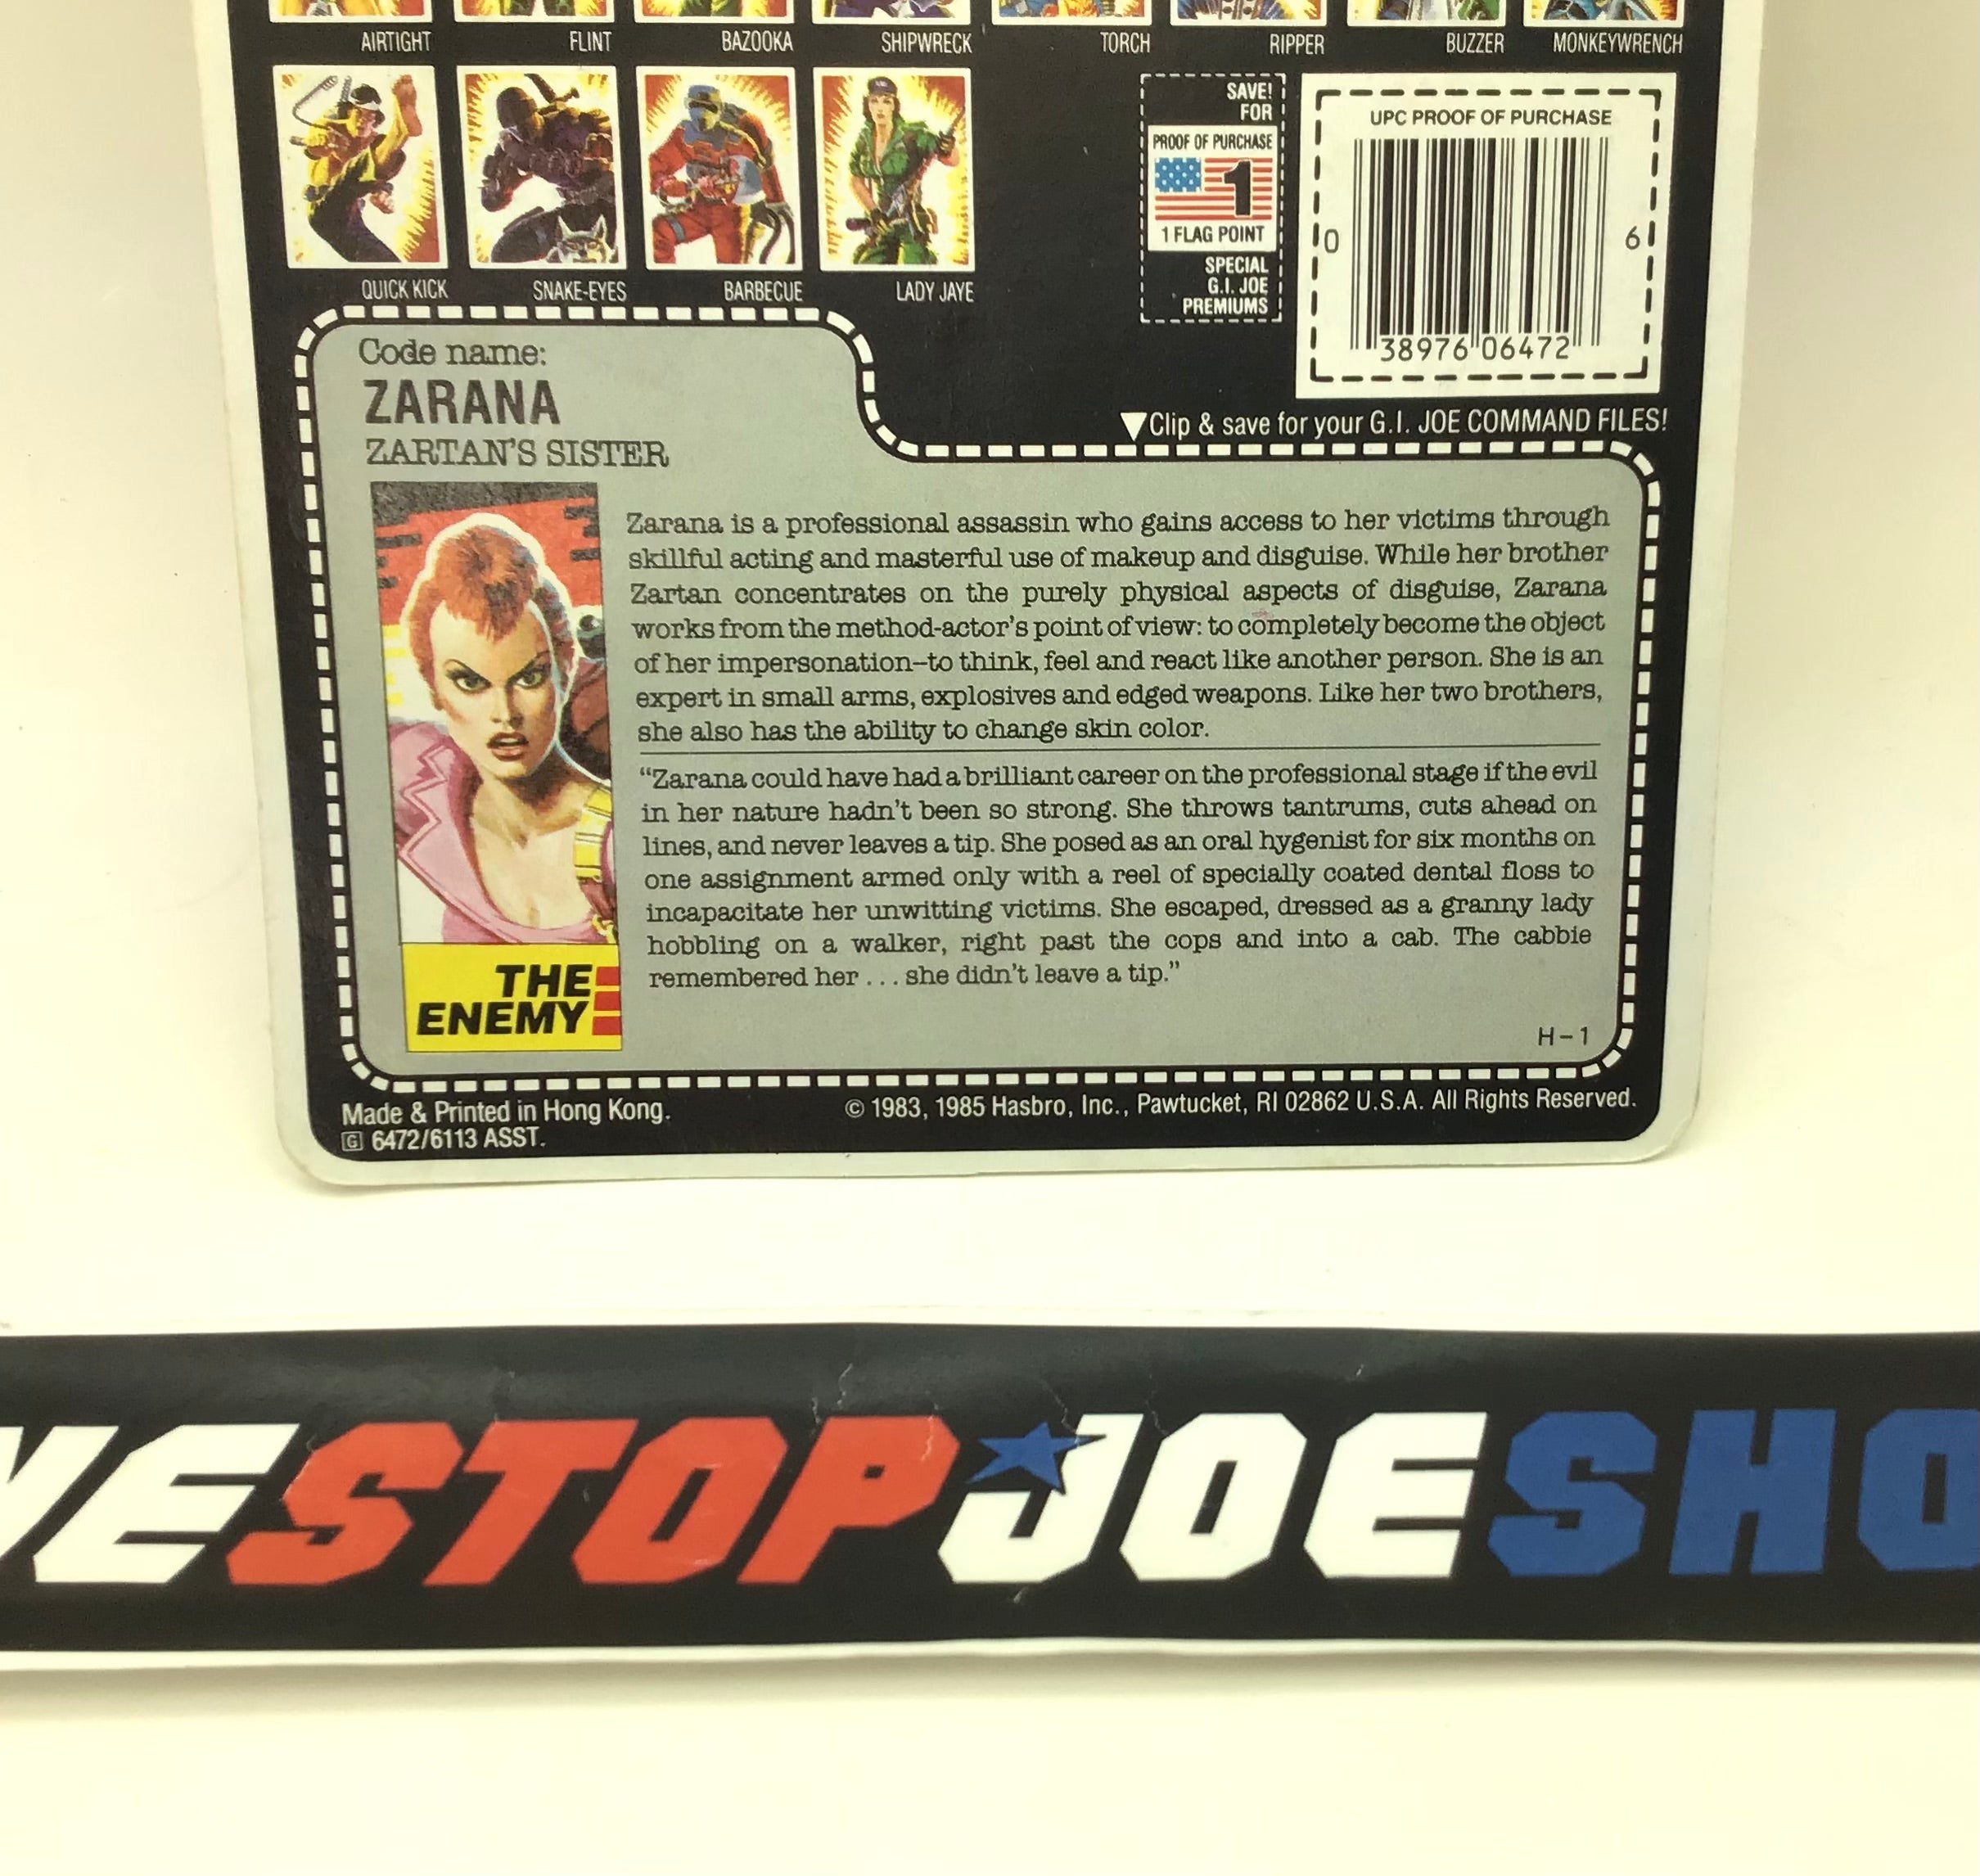 AIRTIGHT FLINT BAZOOKA SHIPWRECK TORCH RIPPER BUZZER MONKEYWRENCH
QUICK KICK SNAKE-EYES BARBECUE LADY JAYE
SAVE!
FOR
PROOF OF PURCHASE
1
1 FLAG POINT
SPECIAL
G.I. JOE
PREMIUMS
UPC PROOF OF PURCHASE
0 38976 06472 6
Clip & save for your G.I. JOE COMMAND FILES!
Code name:
ZARANA
ZARTAN'S SISTER
Zarana is a professional assassin who gains access to her victims through
skillful acting and masterful use of makeup and disguise. While her brother
Zartan concentrates on the purely physical aspects of disguise, Zarana
works from the method-actor's point of view: to completely become the object
of her impersonation–to think, feel and react like another person. She is an
expert in small arms, explosives and edged weapons. Like her two brothers,
she also has the ability to change skin color.
“Zarana could have had a brilliant career on the professional stage if the evil
in her nature hadn't been so strong. She throws tantrums, cuts ahead on
lines, and never leaves a tip. She posed as an oral hygenist for six months on
one assignment armed only with a reel of specially coated dental floss to
incapacitate her unwitting victims. She escaped, dressed as a granny lady
hobbling on a walker, right past the cops and into a cab. The cabbie
remembered her . . . she didn't leave a tip.”
THE
ENEMY
H-1
Made & Printed in Hong Kong.
© 1983, 1985 Hasbro, Inc., Pawtucket, RI 02862 U.S.A. All Rights Reserved.
G 6472/6113 ASST.
NESTOPJOESHO